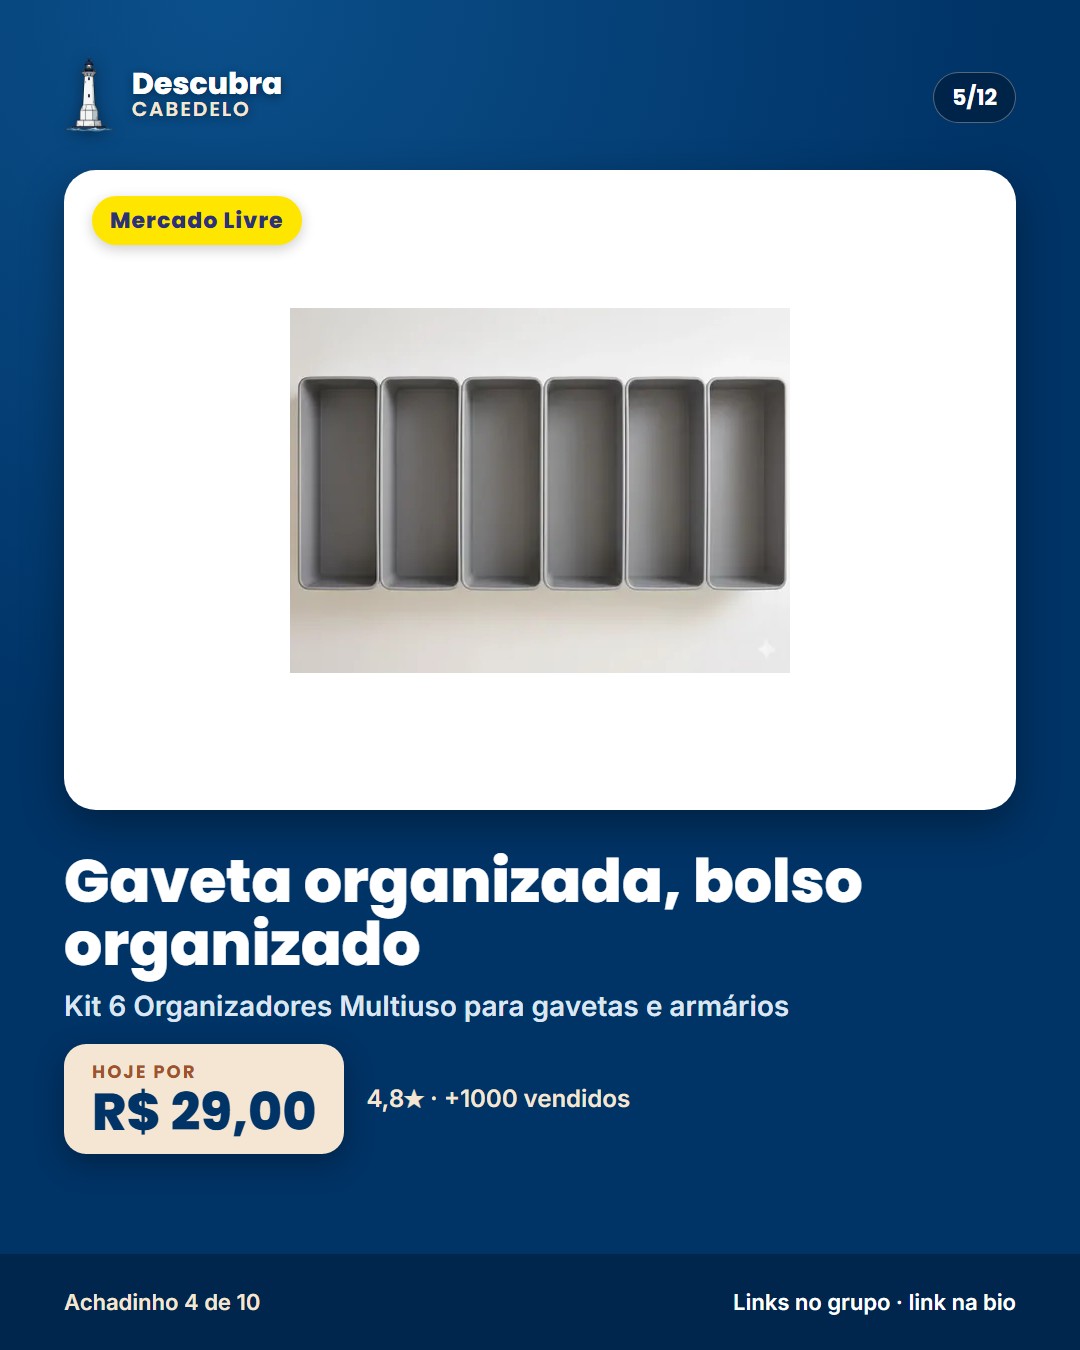 Descubra
CABEDELO
5/12
Mercado Livre
Gaveta organizada, bolso
organizado
Kit 6 Organizadores Multiuso para gavetas e armários
HOJE POR
R$ 29,00
4,8★ · +1000 vendidos
Achadinho 4 de 10
Links no grupo · link na bio